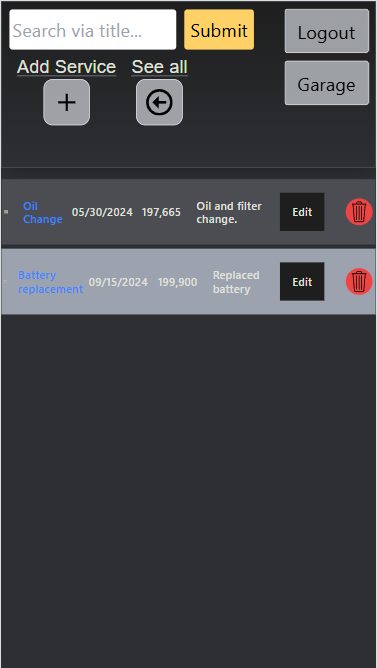 Search via title...
Submit
Logout
Add Service
See all
Garage
Oil
Change
05/30/2024
197,665
Oil and filter
change.
Edit
Battery
replacement
09/15/2024
199,900
Replaced
battery
Edit